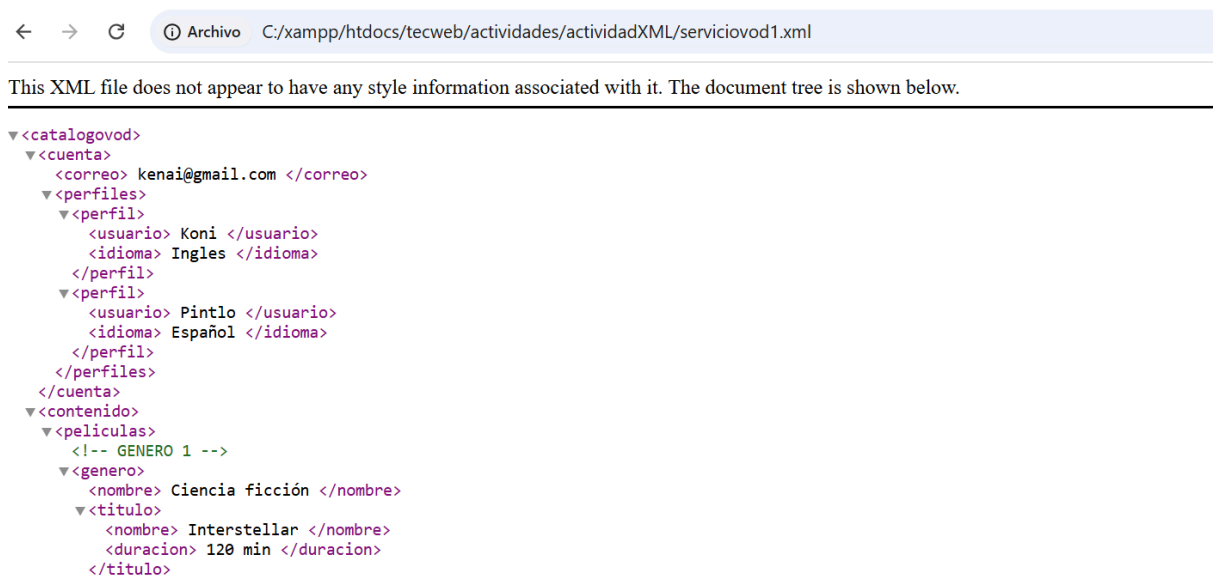 Archivo C:/xampp/htdocs/tecweb/actividades/actividadXML/serviciovod1.xml
This XML file does not appear to have any style information associated with it. The document tree is shown below.
<catalogovod>
<cuenta>
<correo> kenai@gmail.com </correo>
<perfiles>
<perfil>
<usuario> Koni </usuario>
<idioma> Ingles </idioma>
</perfil>
<perfil>
<usuario> Pintlo </usuario>
<idioma> Español </idioma>
</perfil>
</perfiles>
</cuenta>
<contenido>
<peliculas>
<!-- GENERO 1 -->
<genero>
<nombre> Ciencia ficción </nombre>
<titulo>
<nombre> Interstellar </nombre>
<duracion> 120 min </duracion>
</titulo>